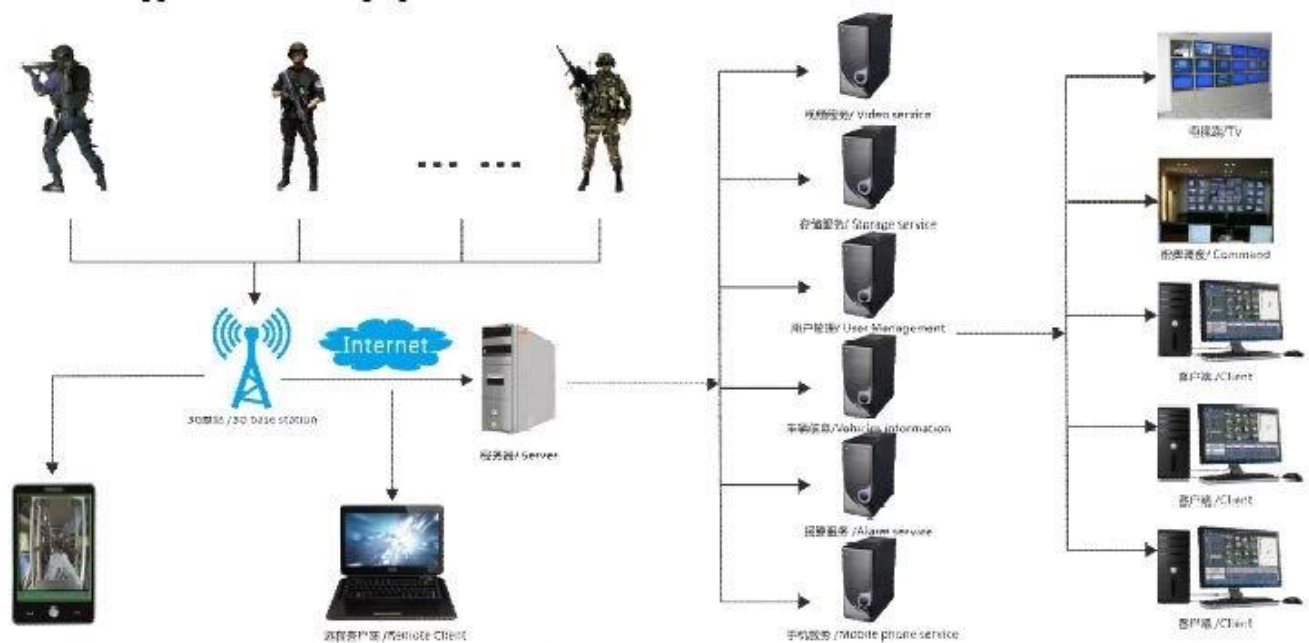 视频服务/ Video service
电视墙/TV
存储服务/ Storage service
指挥调度/ Command
用户管理/ User Management
Internet
客户端 /Client
3G基站 /3G base station
车辆信息/Vehicles information
服务器/ Server
客户端 /Client
报警服务 /Alarm service
远程客户端 /Remote Client
手机服务 /Mobile phone service
客户端 /Client